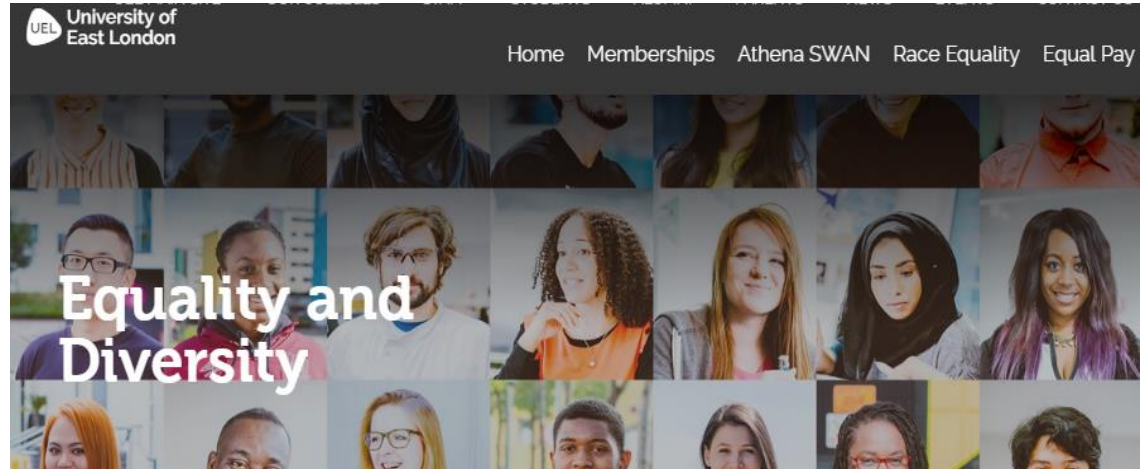 UEL
University of
East London
Home Memberships Athena SWAN Race Equality Equal Pay
Equality and
Diversity